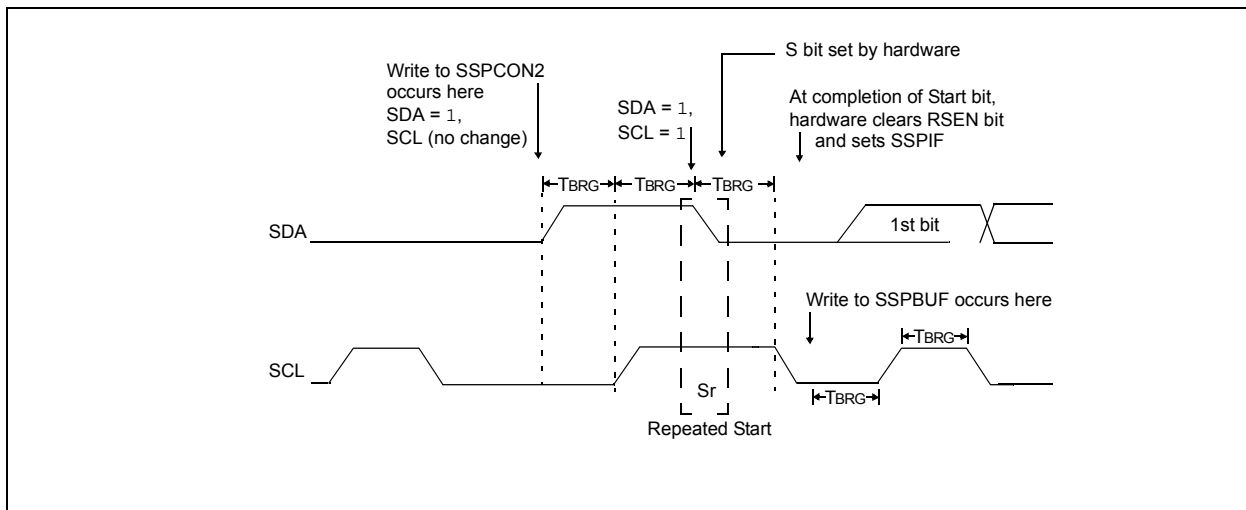 S bit set by hardware
Write to SSPCON2
occurs here
SDA = 1,
SCL (no change)
SDA = 1,
SCL = 1
At completion of Start bit,
hardware clears RSEN bit
and sets SSPIF
TBRG TBRG TBRG
SDA
1st bit
Write to SSPBUF occurs here
TBRG
SCL
Sr
TBRG
Repeated Start